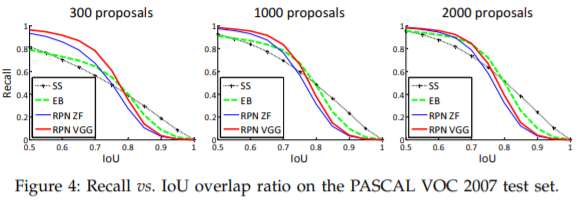 300 proposals
1000 proposals
2000 proposals
Recall
1
0.8
0.6
0.4
0.2
0
SS
EB
RPN ZF
RPN VGG
0.5 0.6 0.7 0.8 0.9 1
IoU
1
0.8
0.6
0.4
0.2
0
SS
EB
RPN ZF
RPN VGG
0.5 0.6 0.7 0.8 0.9 1
IoU
1
0.8
0.6
0.4
0.2
0
SS
EB
RPN ZF
RPN VGG
0.5 0.6 0.7 0.8 0.9 1
IoU
Figure 4: Recall vs. IoU overlap ratio on the PASCAL VOC 2007 test set.